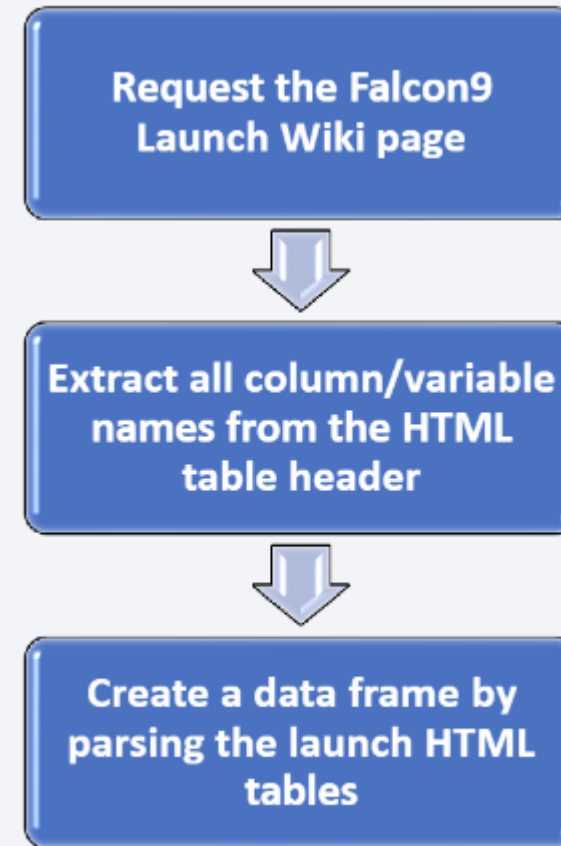 Request the Falcon9
Launch Wiki page
Extract all column/variable
names from the HTML
table header
Create a data frame by
parsing the launch HTML
tables